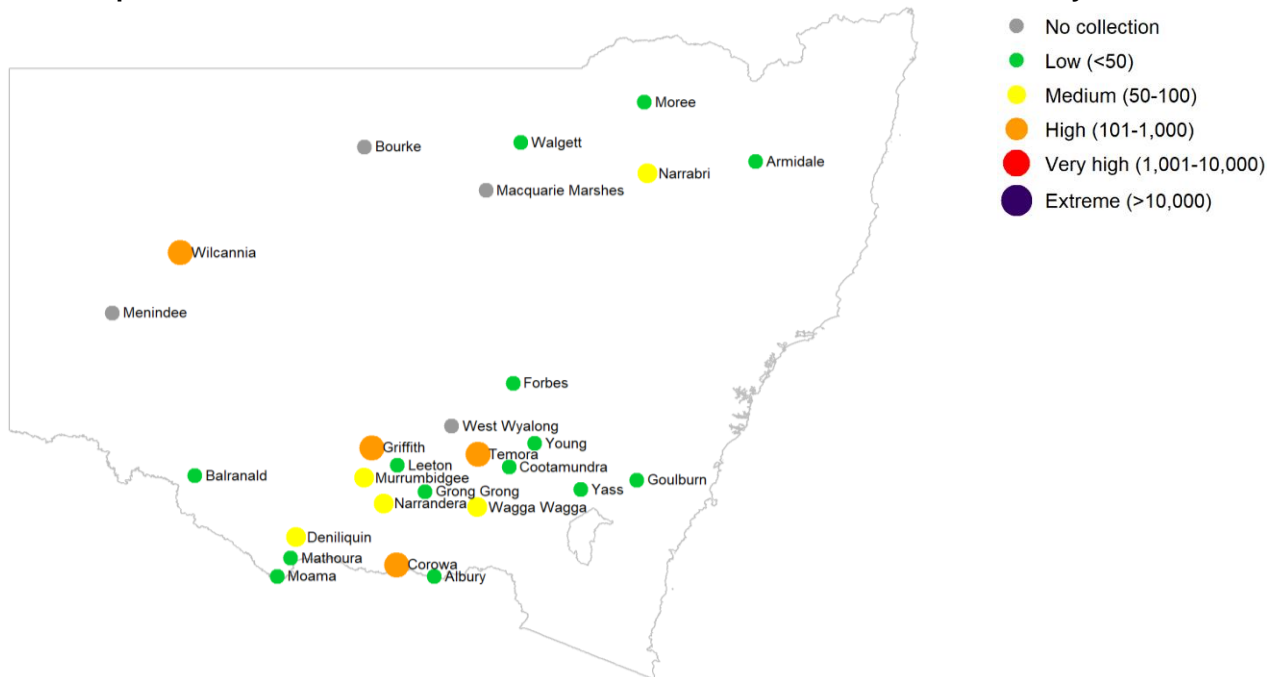 No collection
Low (<50)
Medium (50-100)
High (101-1,000)
Very high (1,001-10,000)
Extreme (>10,000)
Moree
Walgett
Bourke
Armidale
Narrabri
Macquarie Marshes
Wilcannia
Menindee
Forbes
West Wyalong
Young
Griffith
Temora
Leeton
Cootamundra
Balranald
Murrumbidgee
Goulburn
Grong Grong
Yass
Narrandera
Wagga Wagga
Deniliquin
Mathoura
Corowa
Moama
Albury